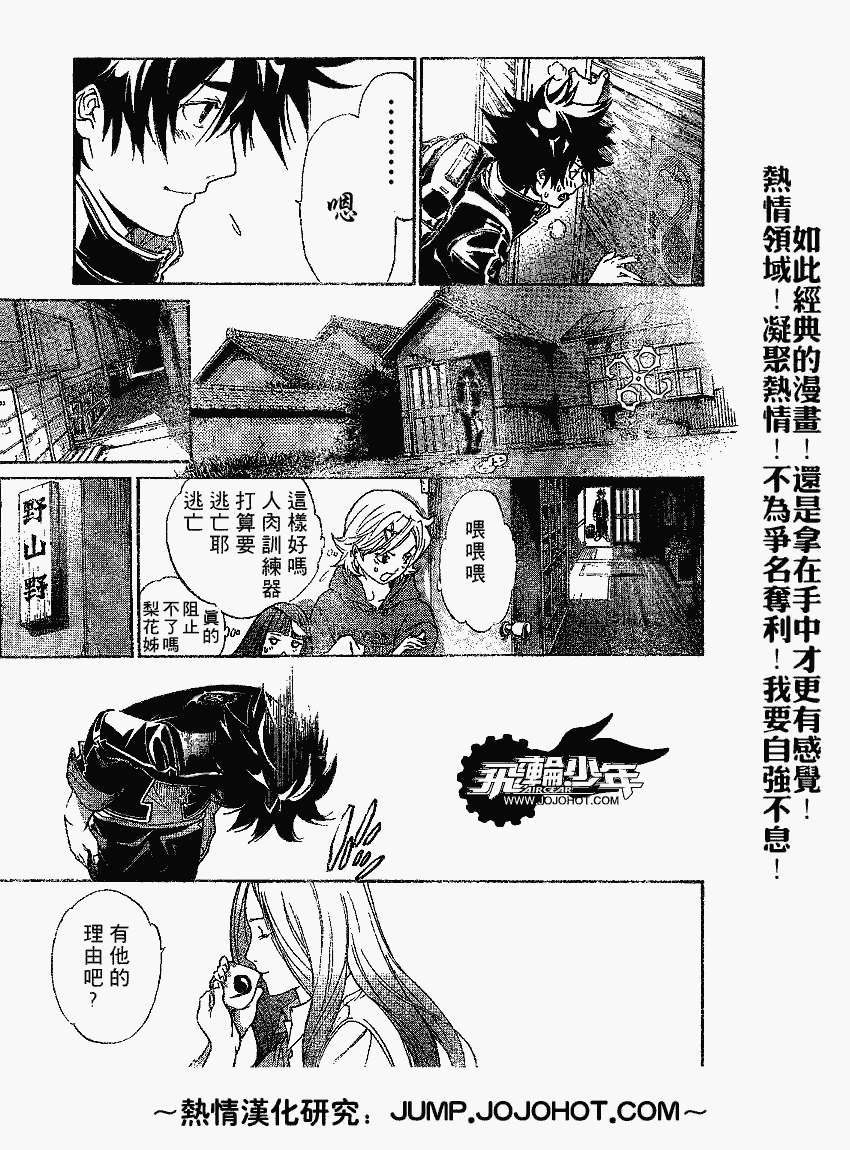 ………
嗯
喂喂喂
這樣好嗎
人肉訓練器
打算要
逃亡耶
逃亡
真的
阻止
不了嗎
梨花姊
野山野
飛輪少年
AIRGEAR
WWW.JOJOHOT.COM
有他的
理由吧?
如此經典的漫畫！還是拿在手中才更有感覺！
熱情領域！凝聚熱情！不為爭名奪利！我要自強不息！
～熱情漢化研究：JUMP.JOJOHOT.COM～